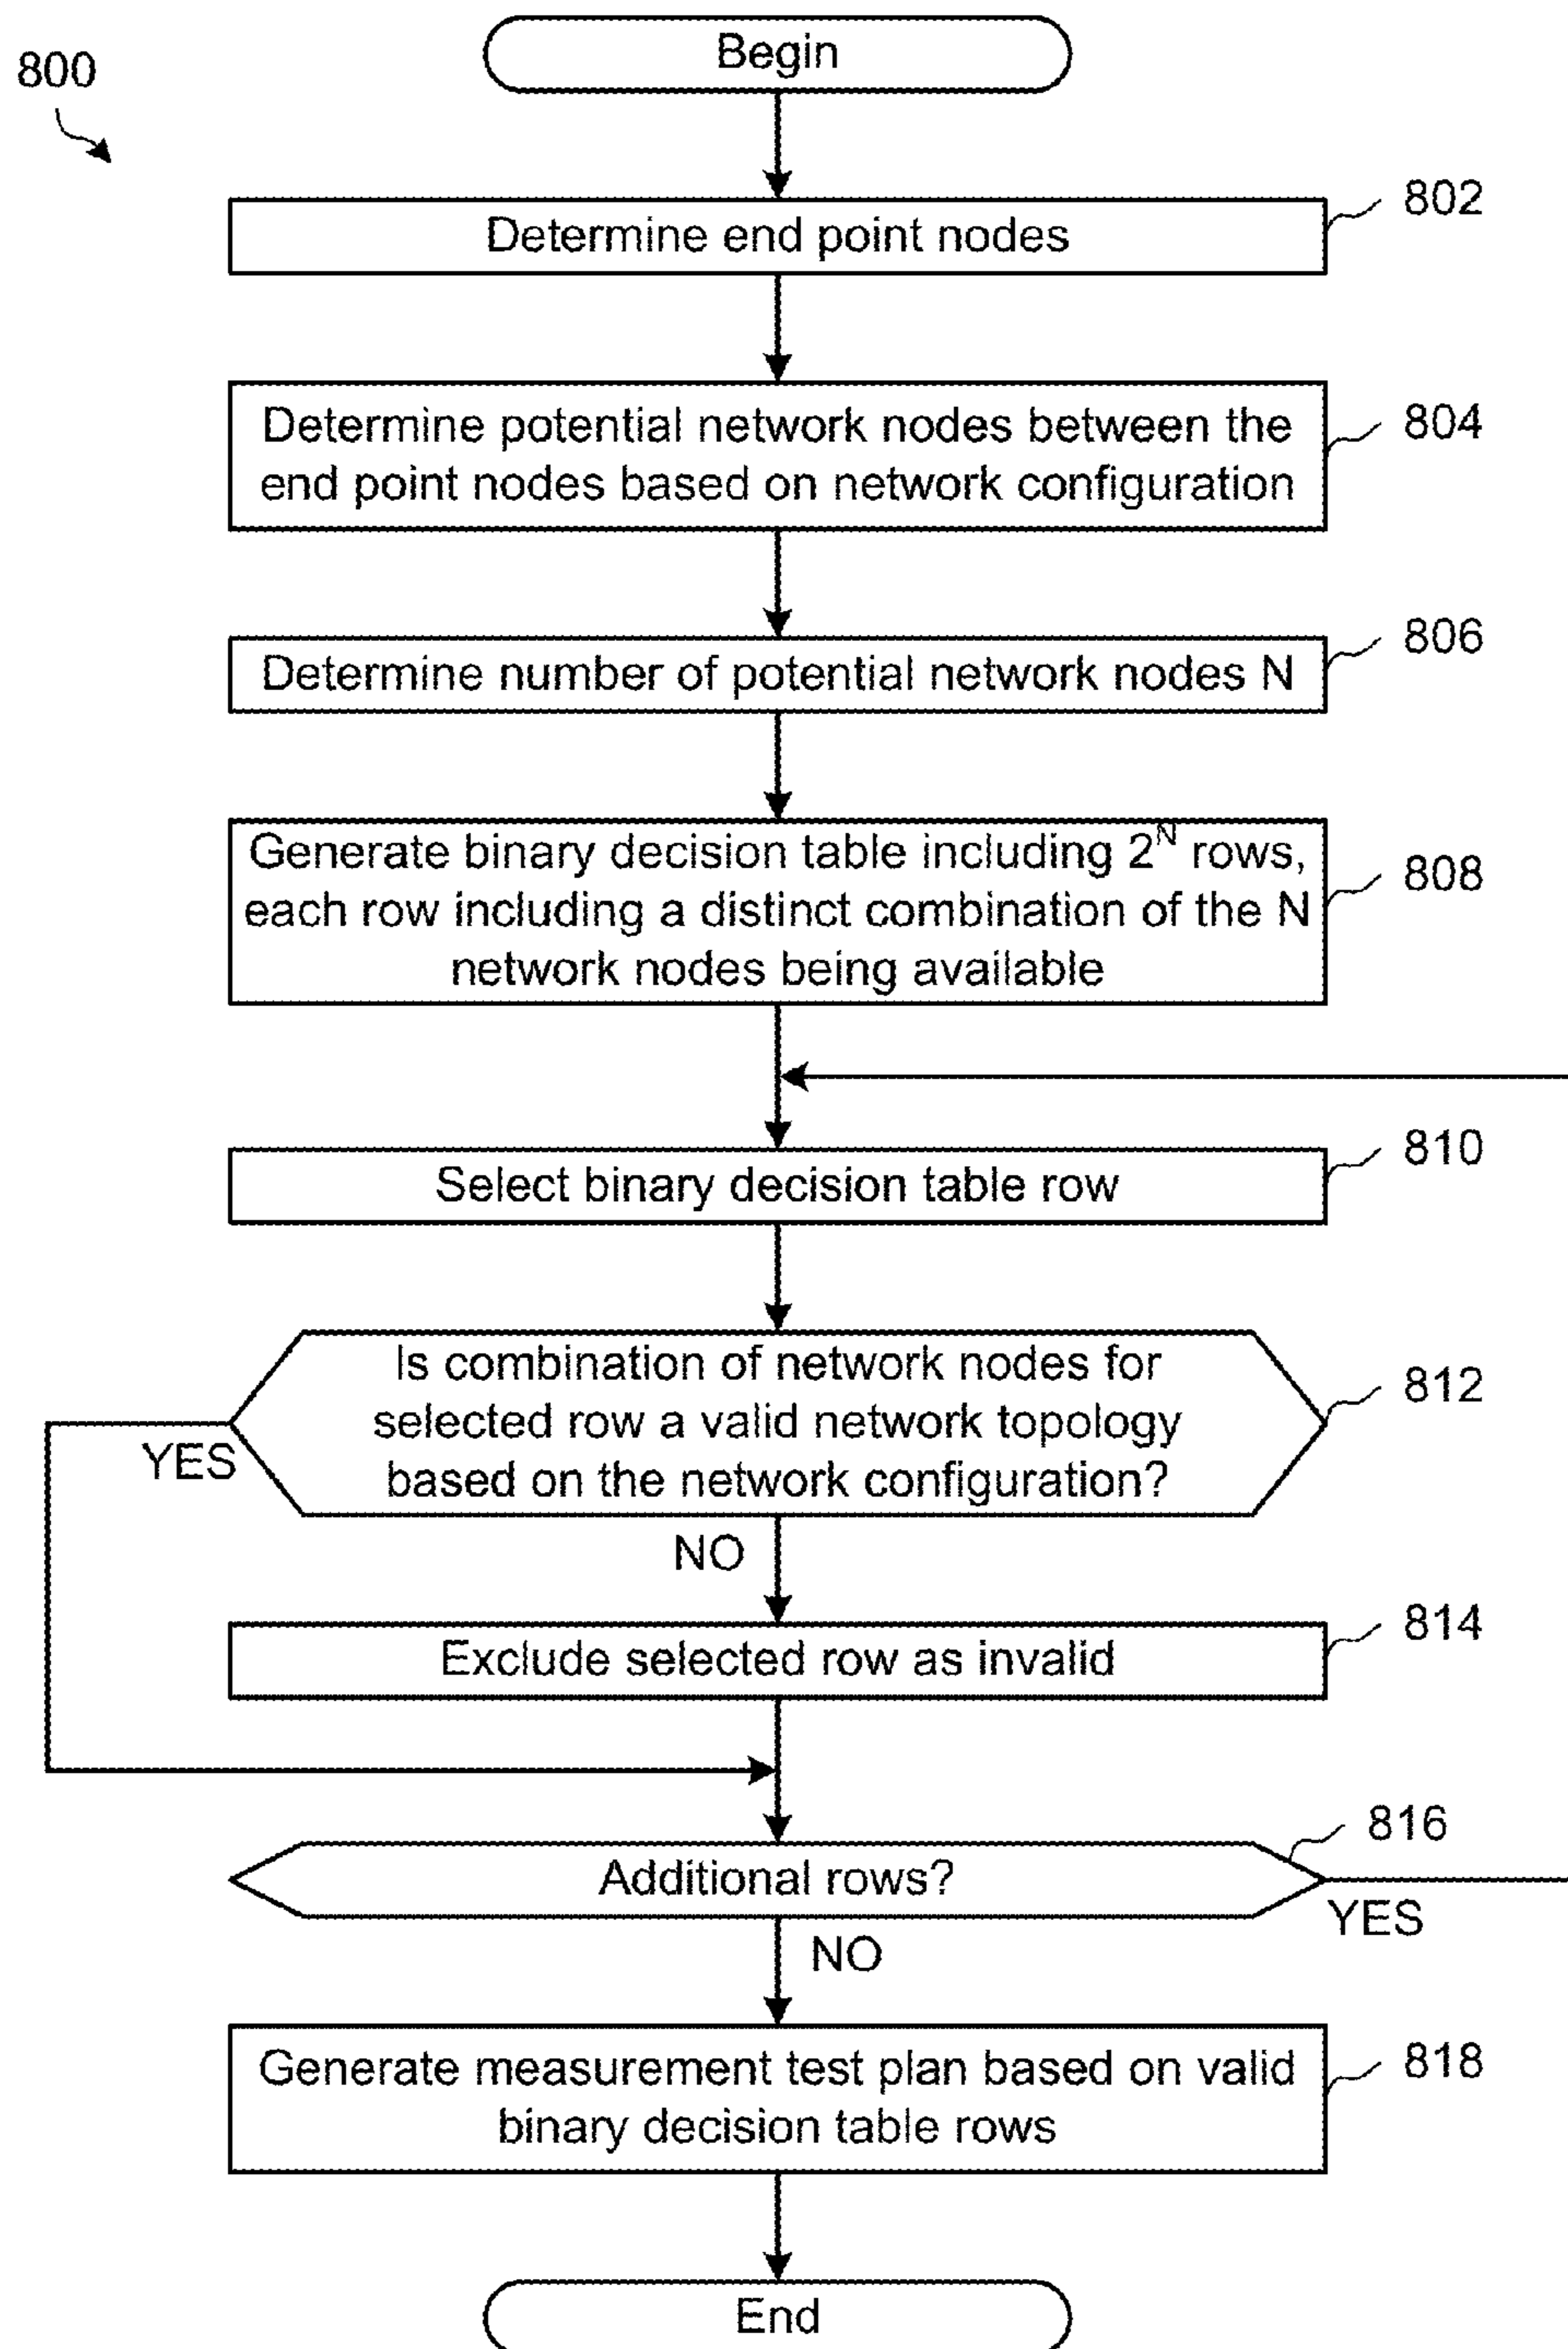 Begin
800
802
Determine end point nodes
Determine potential network nodes between the
end point nodes based on network configuration
804
806
Determine number of potential network nodes N
Generate binary decision table including 2^N rows,
each row including a distinct combination of the N
network nodes being available
808
810
Select binary decision table row
Is combination of network nodes for
selected row a valid network topology
based on the network configuration?
812
YES
NO
814
Exclude selected row as invalid
816
Additional rows?
YES
NO
Generate measurement test plan based on valid
binary decision table rows
818
End